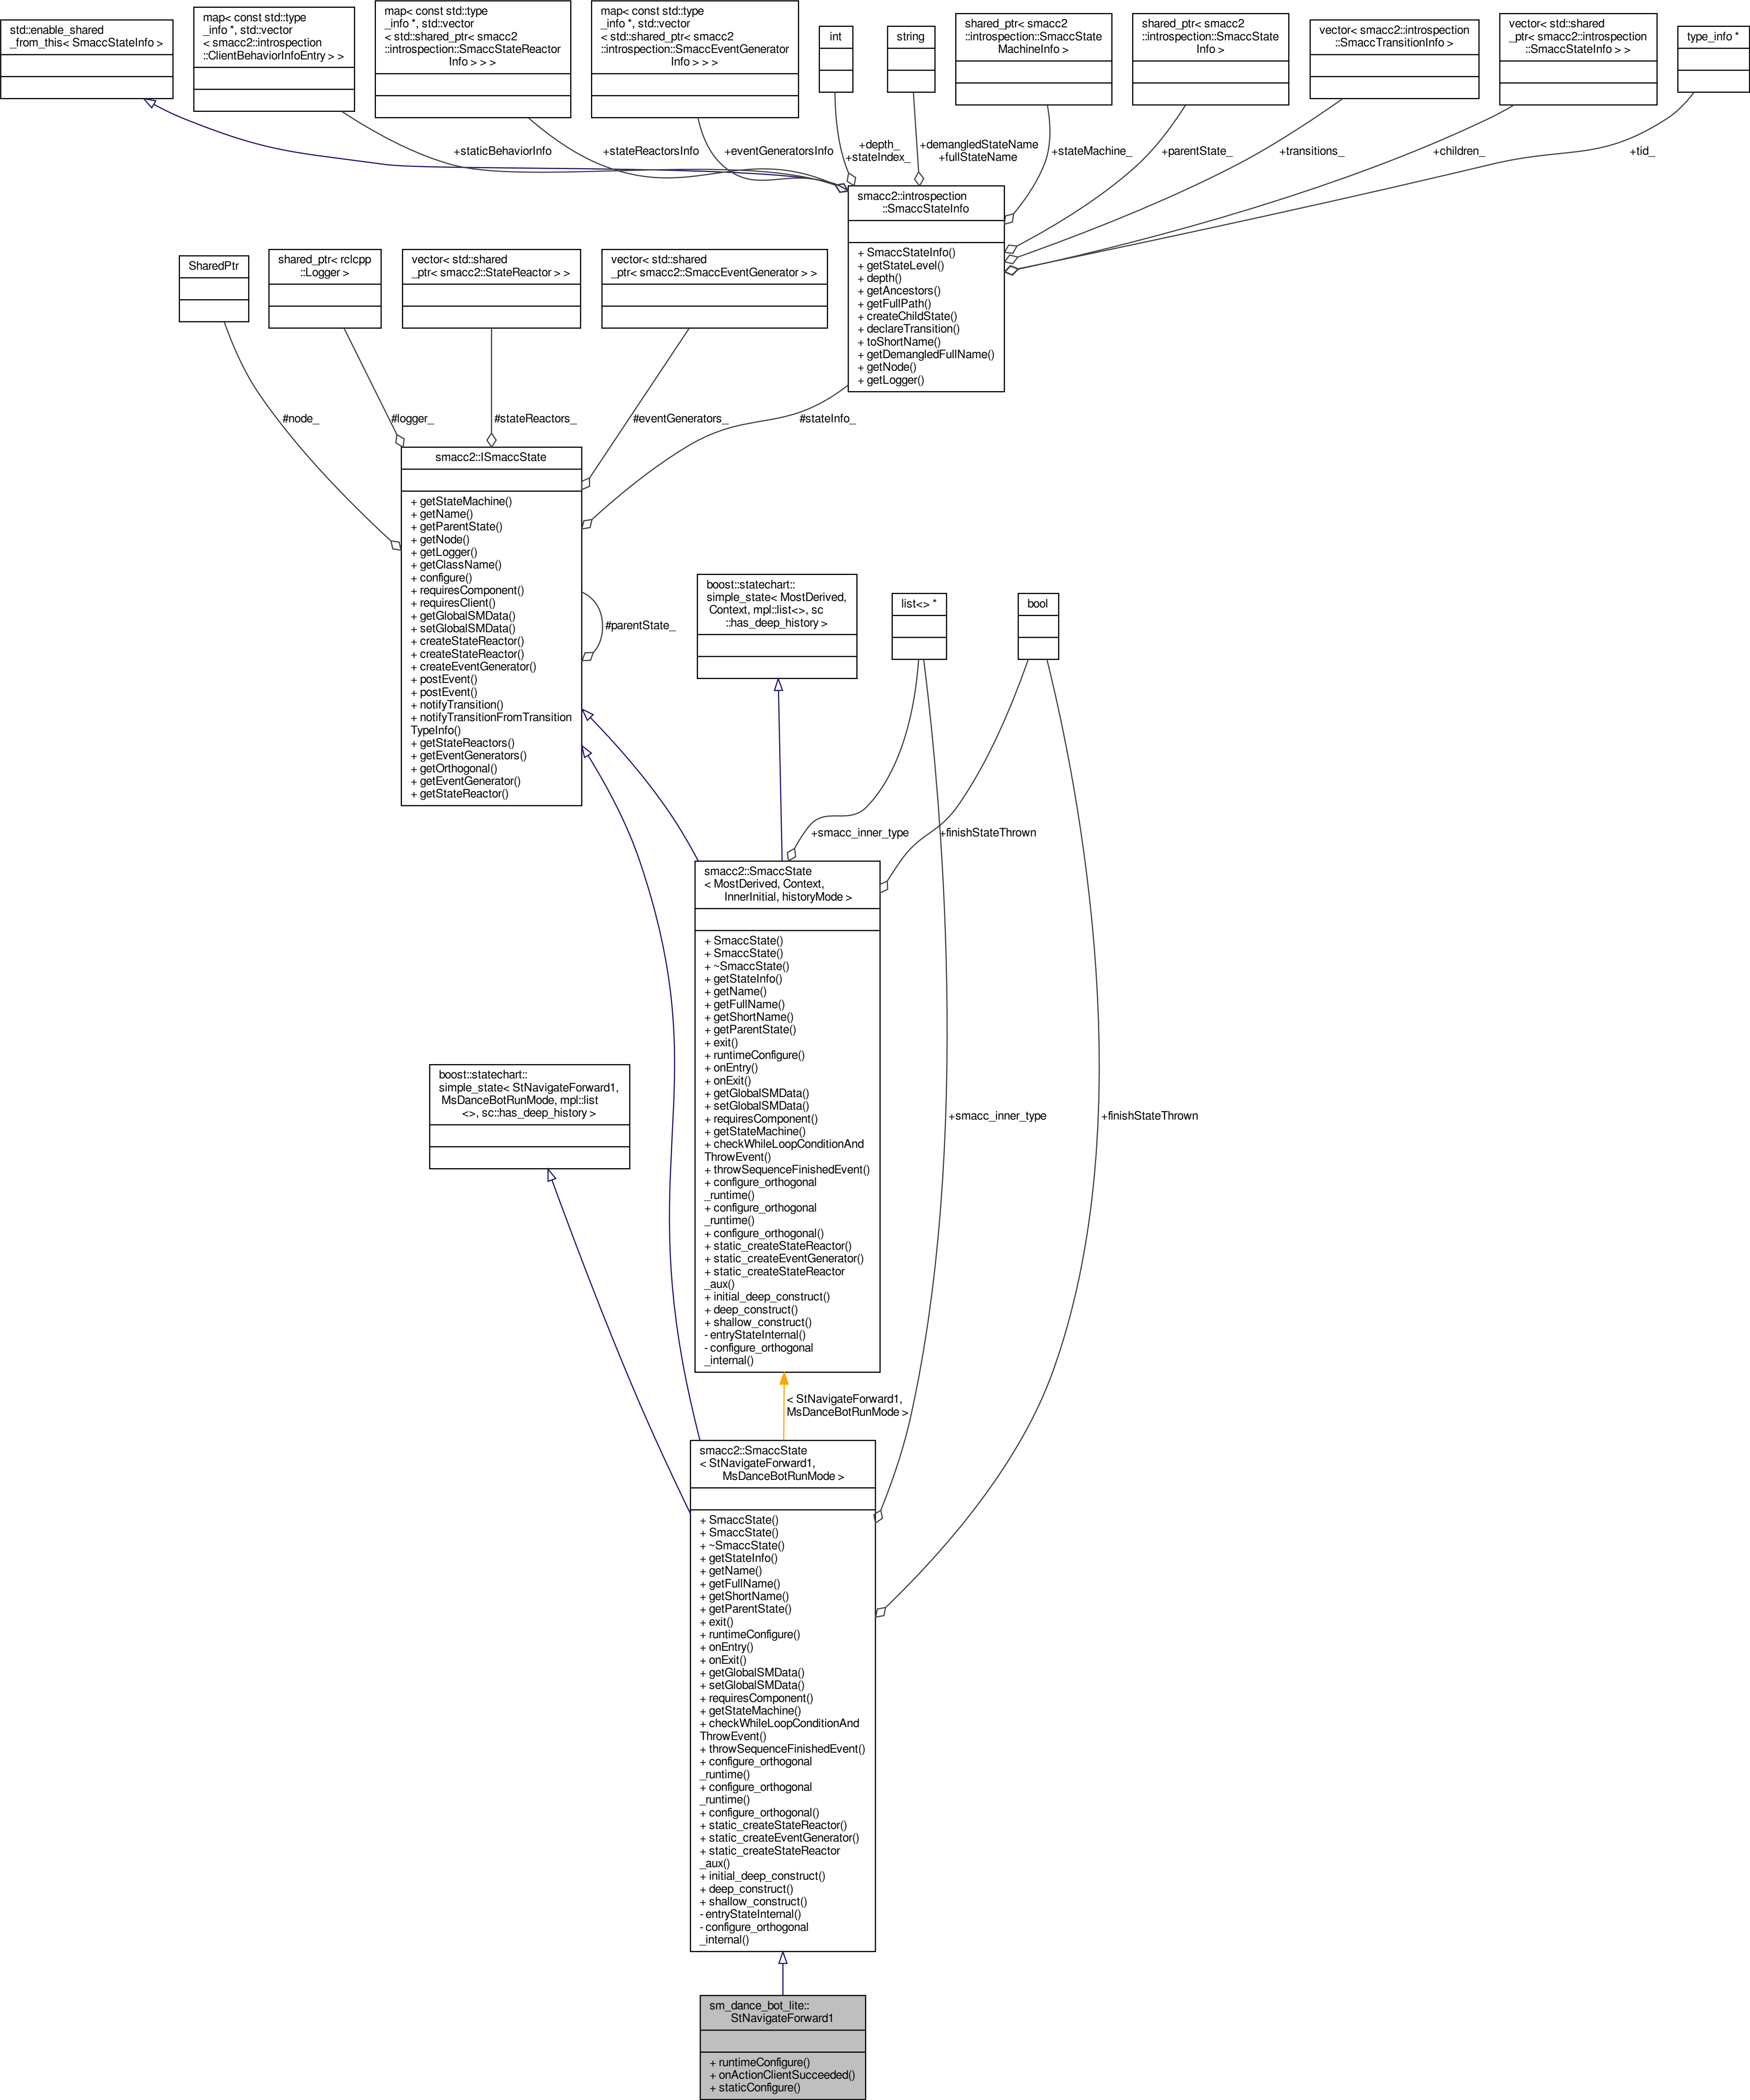 std::enable_shared
_from_this< SmaccStateInfo >
map< const std::type
_info *, std::vector
< smacc2::introspection
::ClientBehaviorInfoEntry > >
map< const std::type
_info *, std::vector
< std::shared_ptr< smacc2
::introspection::SmaccStateReactor
Info > > >
map< const std::type
_info *, std::vector
< std::shared_ptr< smacc2
::introspection::SmaccEventGenerator
Info > > >
int
string
shared_ptr< smacc2
::introspection::SmaccState
MachineInfo >
shared_ptr< smacc2
::introspection::SmaccState
Info >
vector< smacc2::introspection
::SmaccTransitionInfo >
vector< std::shared
_ptr< smacc2::introspection
::SmaccStateInfo > >
type_info *
+staticBehaviorInfo
+stateReactorsInfo
+eventGeneratorsInfo
+depth_
+stateIndex_
+demangledStateName
+fullStateName
+stateMachine_
+parentState_
+transitions_
+children_
+tid_
smacc2::introspection
::SmaccStateInfo
+ SmaccStateInfo()
+ getStateLevel()
+ depth()
+ getAncestors()
+ getFullPath()
+ createChildState()
+ declareTransition()
+ toShortName()
+ getDemangledFullName()
+ getNode()
+ getLogger()
SharedPtr
shared_ptr< rclcpp
::Logger >
vector< std::shared
_ptr< smacc2::StateReactor > >
vector< std::shared
_ptr< smacc2::SmaccEventGenerator > >
#node_
#logger_
#stateReactors_
#eventGenerators_
#stateInfo_
smacc2::ISmaccState
+ getStateMachine()
+ getName()
+ getParentState()
+ getNode()
+ getLogger()
+ getClassName()
+ configure()
+ requiresComponent()
+ requiresClient()
+ getGlobalSMData()
+ setGlobalSMData()
+ createStateReactor()
+ createStateReactor()
+ createEventGenerator()
+ postEvent()
+ postEvent()
+ notifyTransition()
+ notifyTransitionFromTransition
TypeInfo()
+ getStateReactors()
+ getEventGenerators()
+ getOrthogonal()
+ getEventGenerator()
+ getStateReactor()
#parentState_
boost::statechart::
simple_state< MostDerived,
Context, mpl::list<>, sc
::has_deep_history >
list<> *
bool
+smacc_inner_type
+finishStateThrown
smacc2::SmaccState
< MostDerived, Context,
InnerInitial, historyMode >
+ SmaccState()
+ SmaccState()
+ ~SmaccState()
+ getStateInfo()
+ getName()
+ getFullName()
+ getShortName()
+ getParentState()
+ exit()
+ runtimeConfigure()
+ onEntry()
+ onExit()
+ getGlobalSMData()
+ setGlobalSMData()
+ requiresComponent()
+ getStateMachine()
+ checkWhileLoopConditionAnd
ThrowEvent()
+ throwSequenceFinishedEvent()
+ configure_orthogonal
_runtime()
+ configure_orthogonal
_runtime()
+ configure_orthogonal()
+ static_createStateReactor()
+ static_createEventGenerator()
+ static_createStateReactor
_aux()
+ initial_deep_construct()
+ deep_construct()
+ shallow_construct()
- entryStateInternal()
- configure_orthogonal
_internal()
boost::statechart::
simple_state< StNavigateForward1,
MsDanceBotRunMode, mpl::list
<>, sc::has_deep_history >
+smacc_inner_type
+finishStateThrown
< StNavigateForward1,
MsDanceBotRunMode >
smacc2::SmaccState
< StNavigateForward1,
MsDanceBotRunMode >
+ SmaccState()
+ SmaccState()
+ ~SmaccState()
+ getStateInfo()
+ getName()
+ getFullName()
+ getShortName()
+ getParentState()
+ exit()
+ runtimeConfigure()
+ onEntry()
+ onExit()
+ getGlobalSMData()
+ setGlobalSMData()
+ requiresComponent()
+ getStateMachine()
+ checkWhileLoopConditionAnd
ThrowEvent()
+ throwSequenceFinishedEvent()
+ configure_orthogonal
_runtime()
+ configure_orthogonal
_runtime()
+ configure_orthogonal()
+ static_createStateReactor()
+ static_createEventGenerator()
+ static_createStateReactor
_aux()
+ initial_deep_construct()
+ deep_construct()
+ shallow_construct()
- entryStateInternal()
- configure_orthogonal
_internal()
sm_dance_bot_lite::
StNavigateForward1
+ runtimeConfigure()
+ onActionClientSucceeded()
+ staticConfigure()